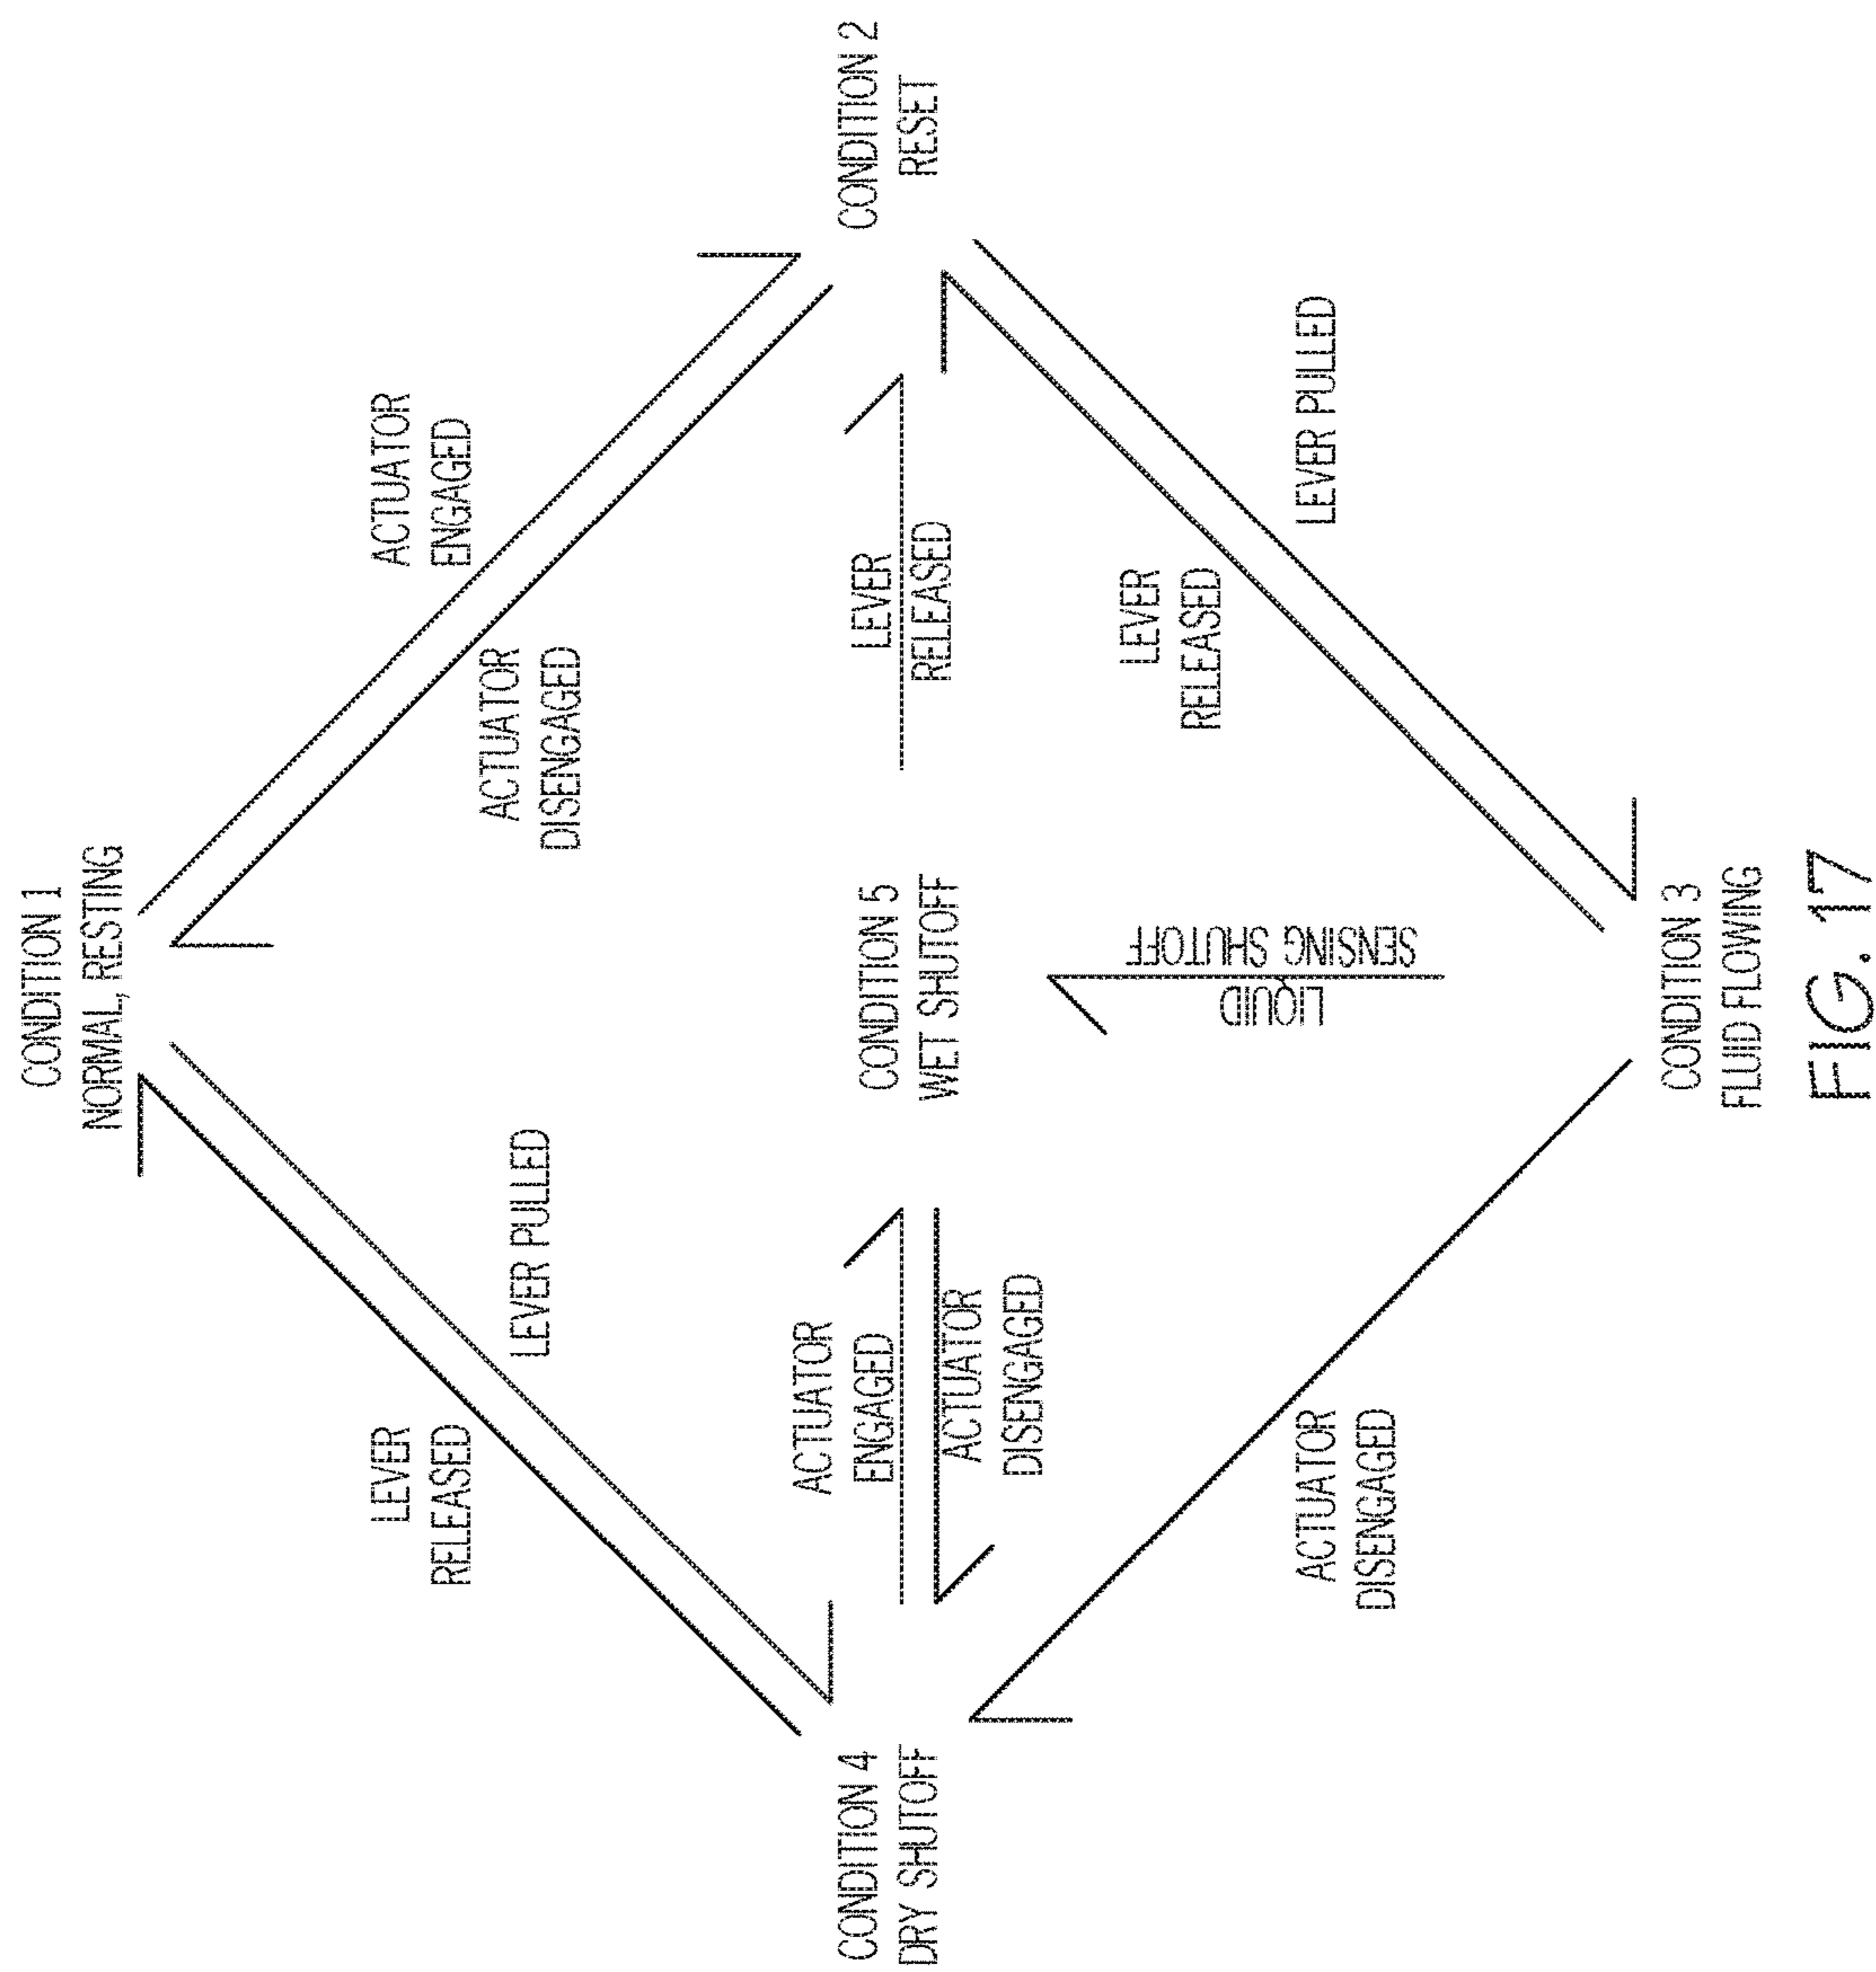 CONDITION 1
NORMAL, RESTING
LEVER
RELEASED
LEVER PULLED
ACTUATOR
ENGAGED
ACTUATOR
DISENGAGED
CONDITION 4
DRY SHUTOFF
ACTUATOR
ENGAGED
ACTUATOR
DISENGAGED
CONDITION 5
WET SHUTOFF
LEVER
RELEASED
CONDITION 2
RESET
LIQUID
SENSING SHUTOFF
ACTUATOR
DISENGAGED
LEVER
RELEASED
LEVER PULLED
CONDITION 3
FLUID FLOWING
FIG. 17